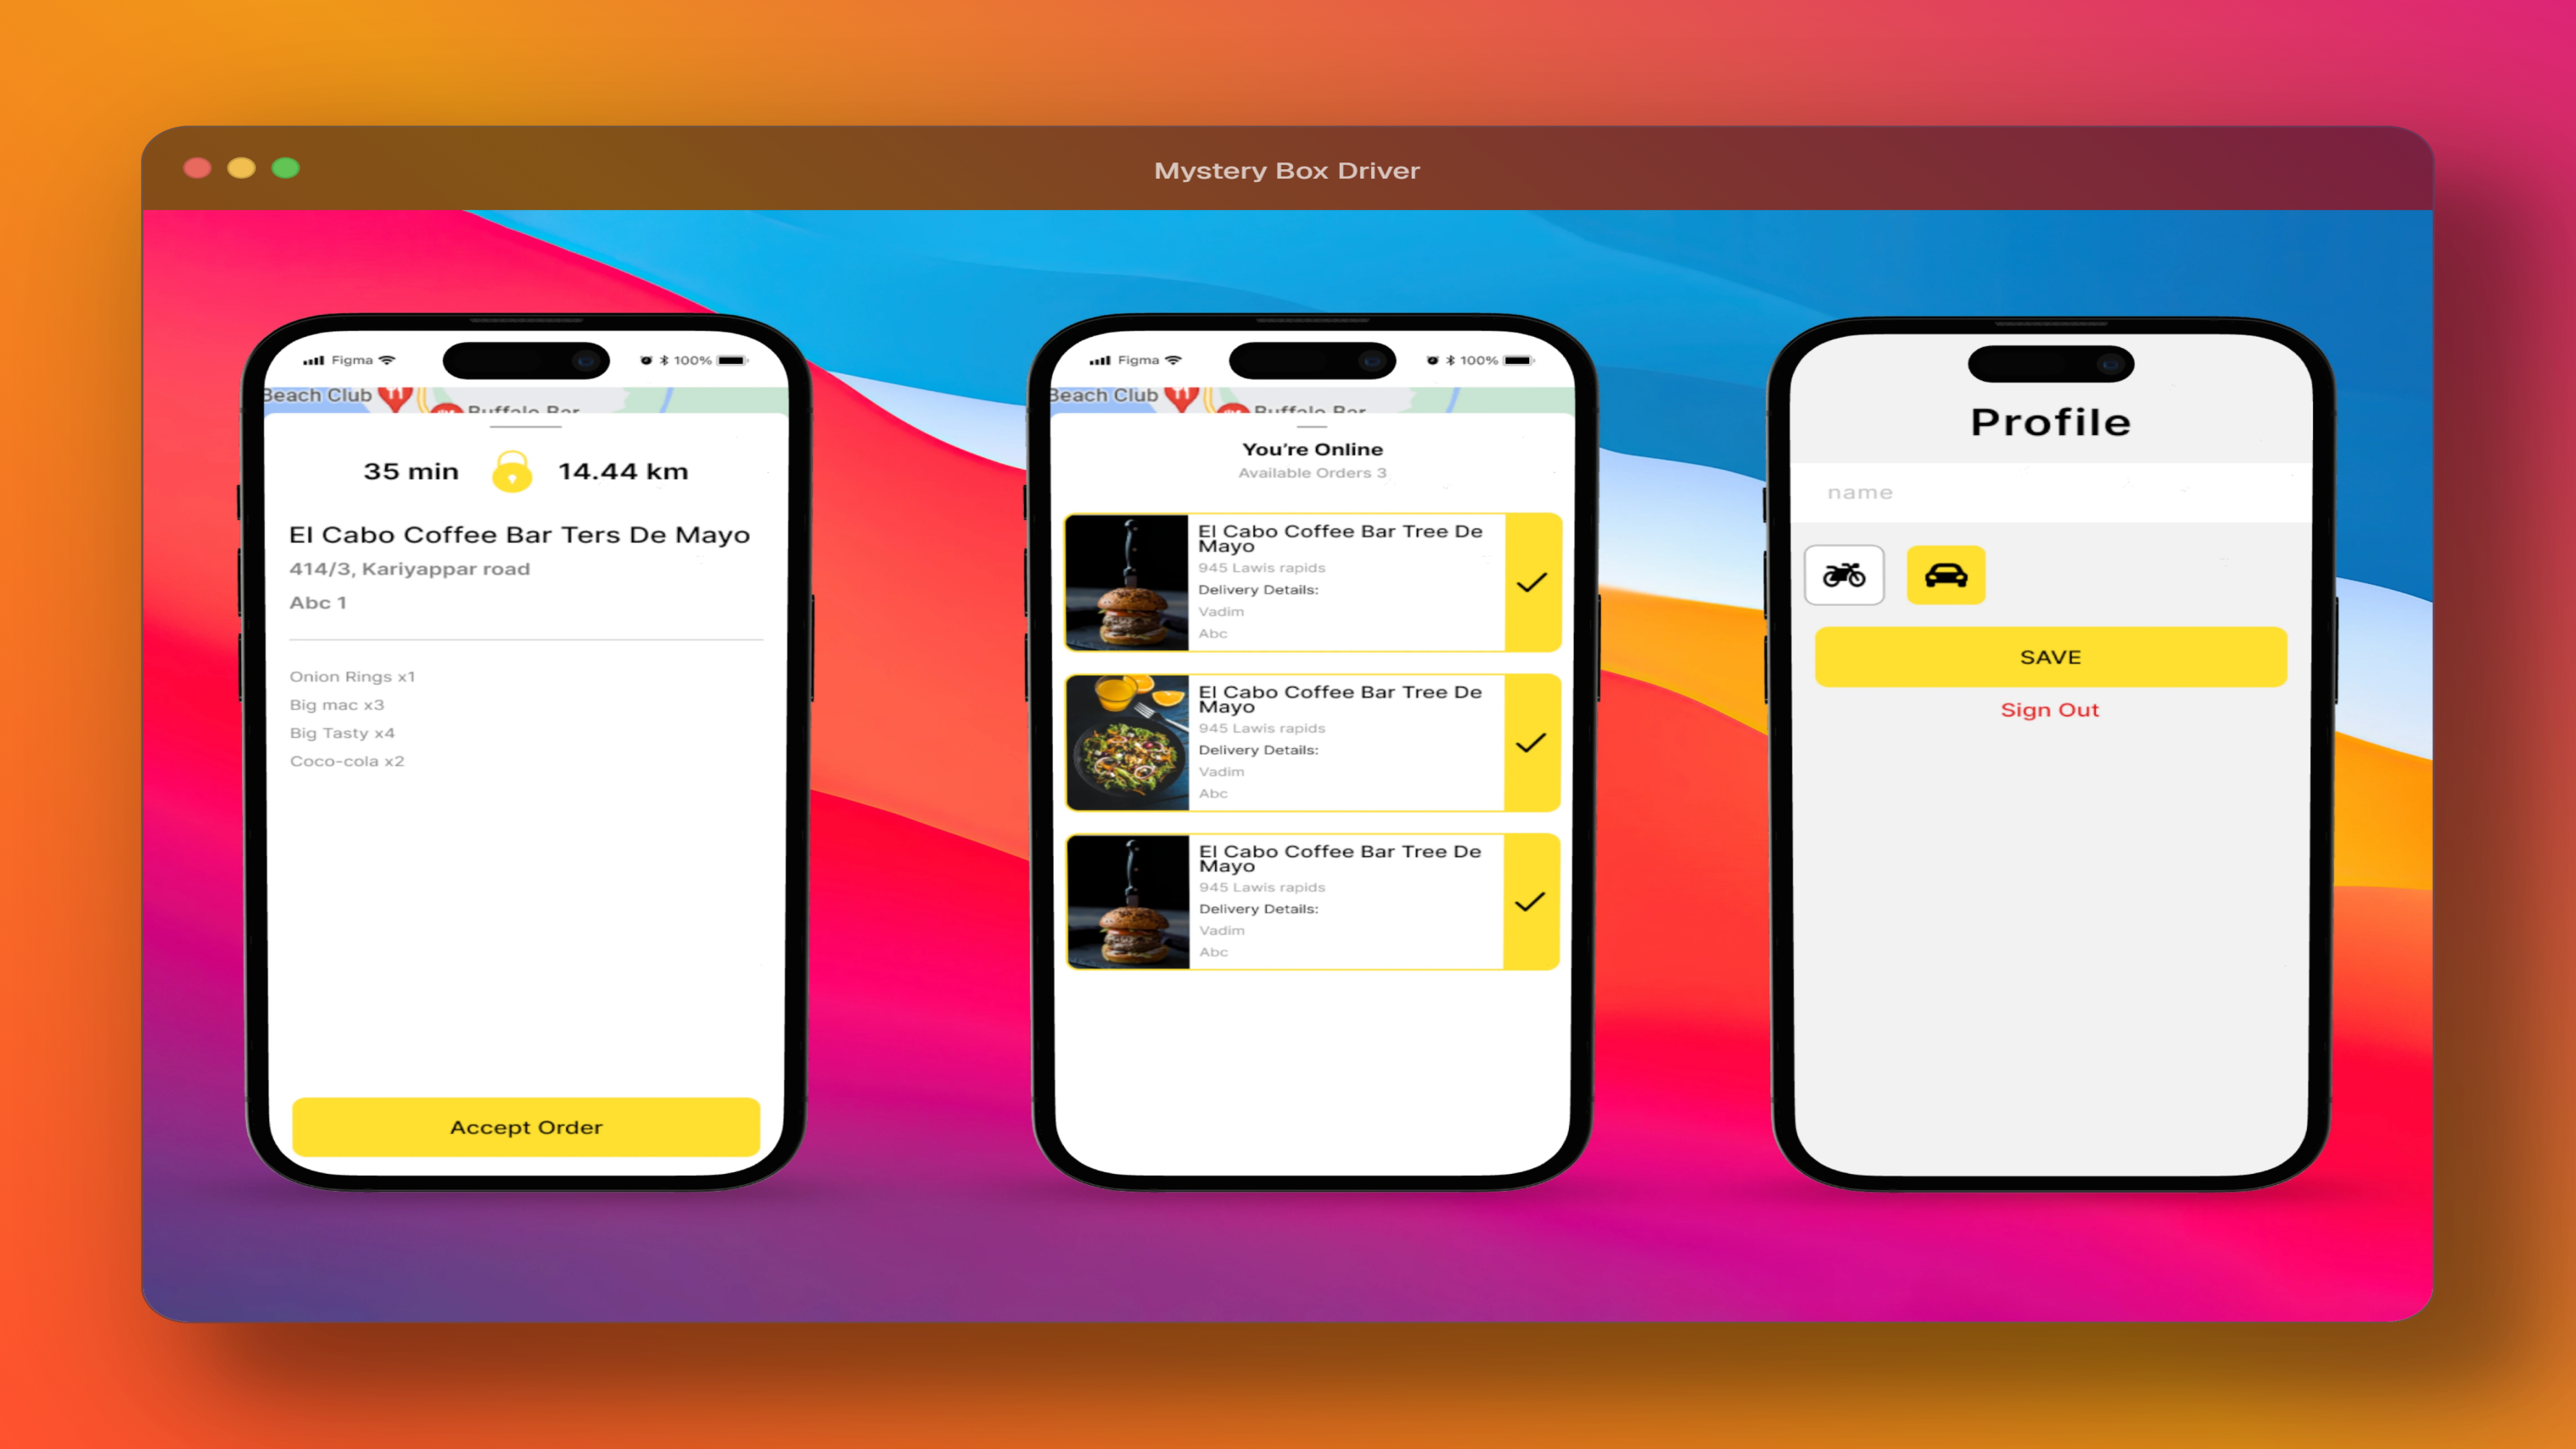 Mystery Box Driver
Figma
100%
Beach Club
Buffalo Bar
35 min
14.44 km
El Cabo Coffee Bar Ters De Mayo
414/3, Kariyappar road
Abc 1
Onion Rings x1
Big mac x3
Big Tasty x4
Coco-cola x2
Accept Order
Figma
100%
Beach Club
Buffalo Bar
You're Online
Available Orders 3
El Cabo Coffee Bar Tree De
Mayo
945 Lawis rapids
Delivery Details:
Vadim
Abc
El Cabo Coffee Bar Tree De
Mayo
945 Lawis rapids
Delivery Details:
Vadim
Abc
El Cabo Coffee Bar Tree De
Mayo
945 Lawis rapids
Delivery Details:
Vadim
Abc
Profile
name
SAVE
Sign Out